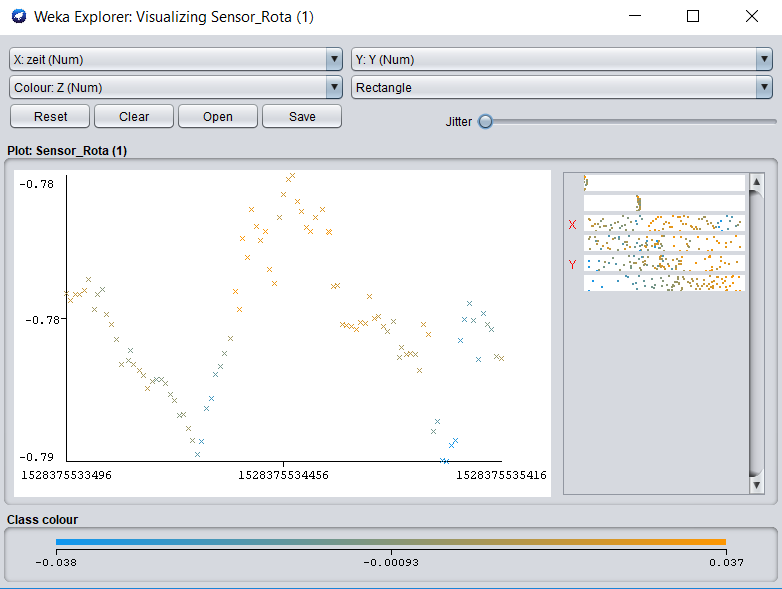 Weka Explorer: Visualizing Sensor_Rota (1)
X: zeit (Num)
Y: Y (Num)
Colour: Z (Num)
Rectangle
Reset
Clear
Open
Save
Jitter
Plot: Sensor_Rota (1)
-0.78
-0.78
-0.79
1528375533496
1528375534456
1528375535416
X
Y
Class colour
-0.038
-0.00093
0.037